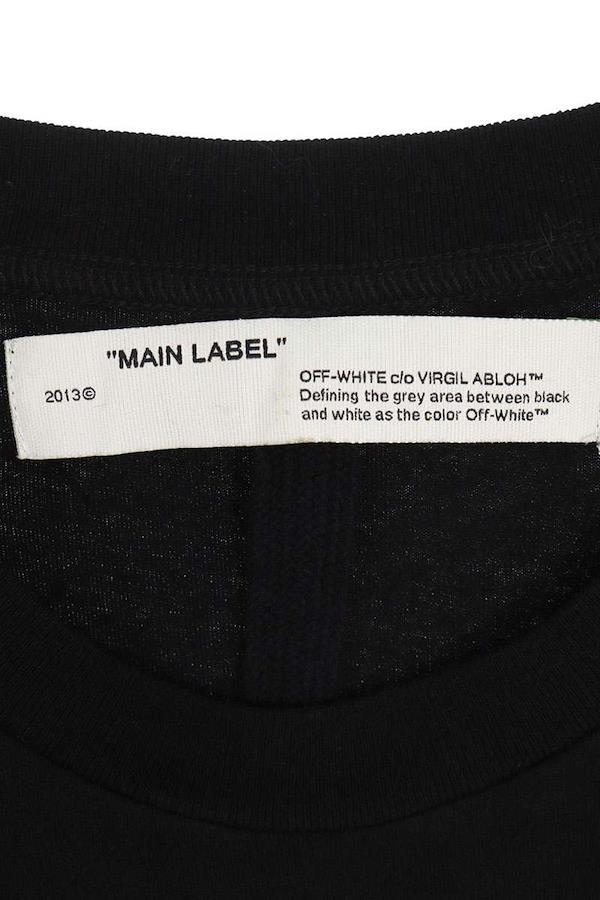 "MAIN LABEL"
2013©
OFF-WHITE c/o VIRGIL ABLOH™
Defining the grey area between black
and white as the color Off-White™